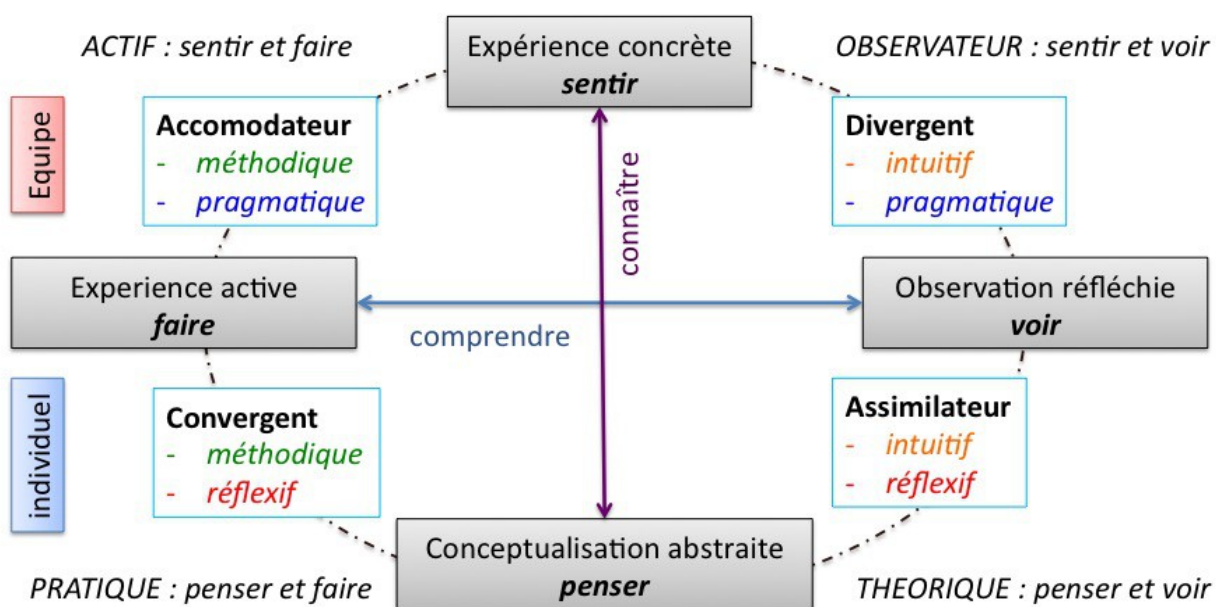 ACTIF : sentir et faire
Expérience concrète
sentir
OBSERVATEUR : sentir et voir
Equipe
Accomodateur
- méthodique
- pragmatique
connaître
Divergent
- intuitif
- pragmatique
Experience active
faire
comprendre
Observation réfléchie
voir
individuel
Convergent
- méthodique
- réflexif
Assimilateur
- intuitif
- réflexif
Conceptualisation abstraite
penser
PRATIQUE : penser et faire
THEORIQUE : penser et voir